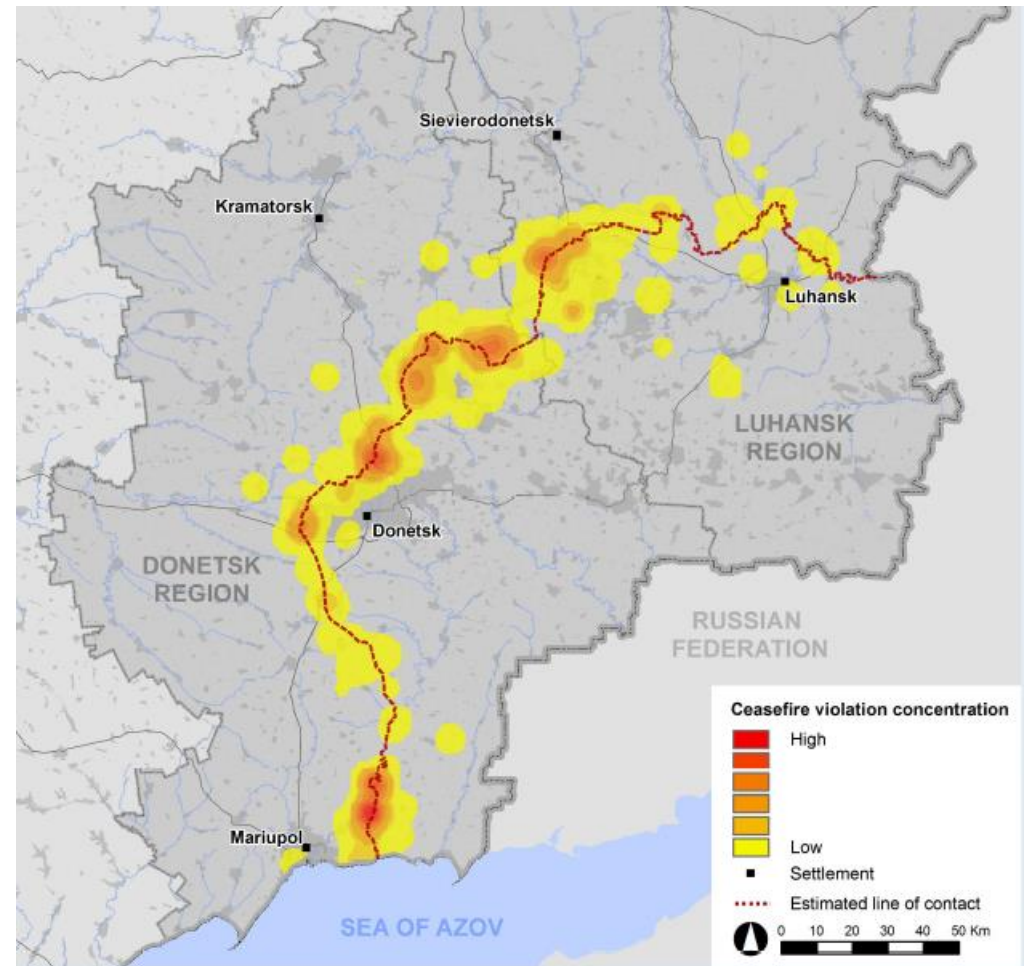 Sievierodonetsk
Kramatorsk
Luhansk
LUHANSK
REGION
Donetsk
DONETSK
REGION
RUSSIAN
FEDERATION
Mariupol
SEA OF AZOV
Ceasefire violation concentration
High
Low
Settlement
Estimated line of contact
0 10 20 30 40 50 Km